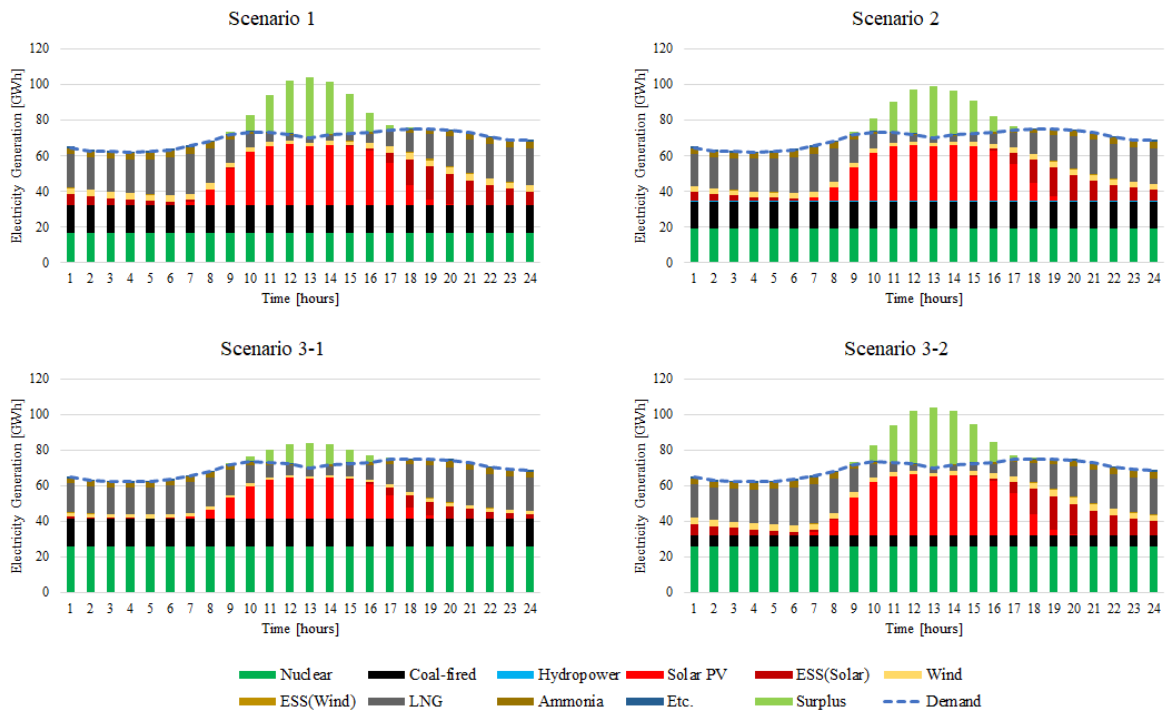 Scenario 1
Electricity Generation [GWh]
120
100
80
60
40
20
0
1 2 3 4 5 6 7 8 9 10 11 12 13 14 15 16 17 18 19 20 21 22 23 24
Time [hours]
Scenario 2
Electricity Generation [GWh]
120
100
80
60
40
20
0
1 2 3 4 5 6 7 8 9 10 11 12 13 14 15 16 17 18 19 20 21 22 23 24
Time [hours]
Scenario 3-1
Electricity Generation [GWh]
120
100
80
60
40
20
0
1 2 3 4 5 6 7 8 9 10 11 12 13 14 15 16 17 18 19 20 21 22 23 24
Time [hours]
Scenario 3-2
Electricity Generation [GWh]
120
100
80
60
40
20
0
1 2 3 4 5 6 7 8 9 10 11 12 13 14 15 16 17 18 19 20 21 22 23 24
Time [hours]
Nuclear Coal-fired Hydropower Solar PV ESS(Solar) Wind
ESS(Wind) LNG Ammonia Etc. Surplus Demand